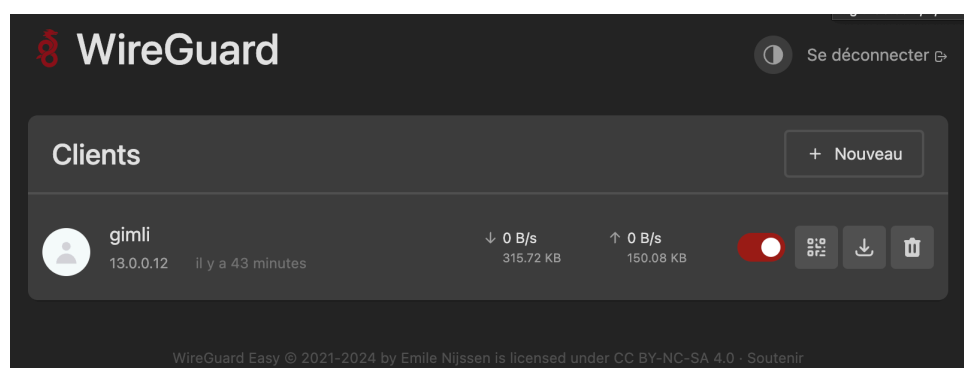 WireGuard
Se déconnecter
Clients
+ Nouveau
gimli
↓ 0 B/s
↑ 0 B/s
13.0.0.12
il y a 43 minutes
315.72 KB
150.08 KB
WireGuard Easy © 2021-2024 by Emile Nijssen is licensed under CC BY-NC-SA 4.0 · Soutenir